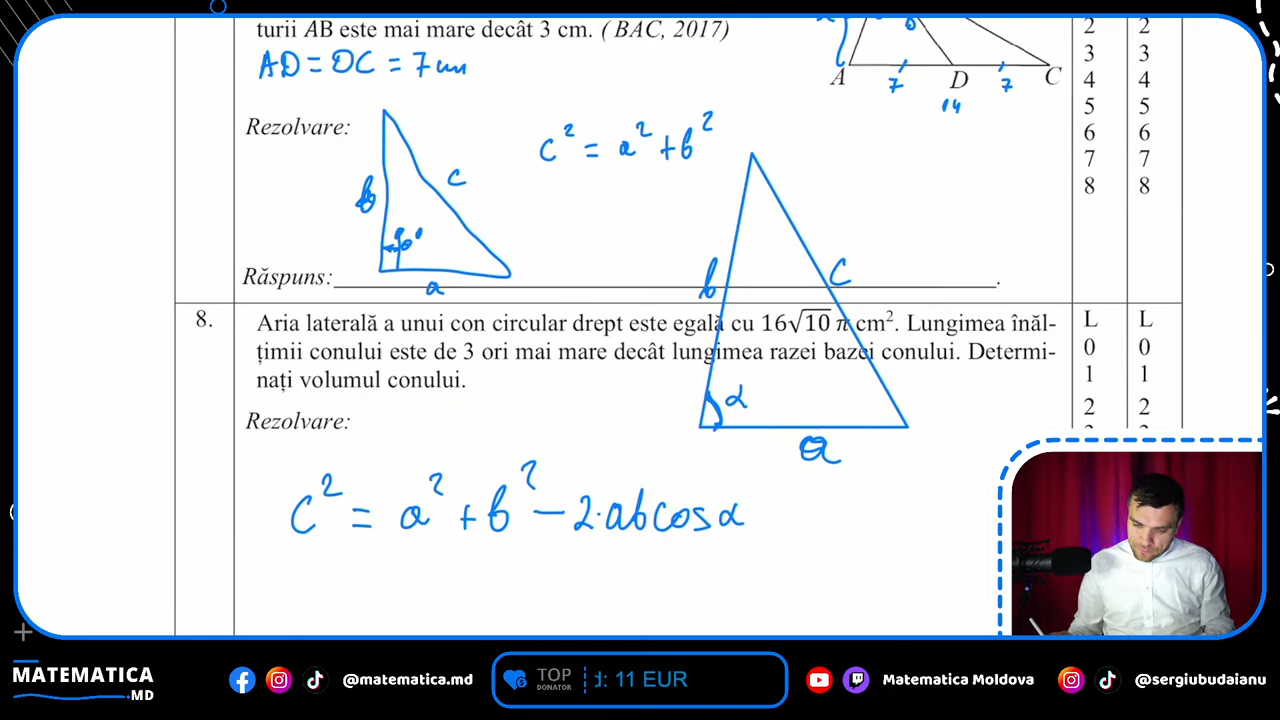 turii AB este mai mare decât 3 cm. ( BAC, 2017)
AD = DC = 7 cm
A 7 D 7 C
14
2 2
3 3
4 4
5 5
6 6
7 7
8 8
Rezolvare:
c² = a² + b²
b c 90° a
b C
Răspuns: .
8. Aria laterală a unui con circular drept este egală cu 16√10 π cm². Lungimea înăl-
țimii conului este de 3 ori mai mare decât lungimea razei bazei conului. Determi-
nați volumul conului.
L L
0 0
1 1
2 2
Rezolvare:
α
a
c² = a² + b² − 2·ab cos α
MATEMATICA
.MD
@matematica.md
TOP
DONATOR
d: 11 EUR
Matematica Moldova
@sergiubudaianu